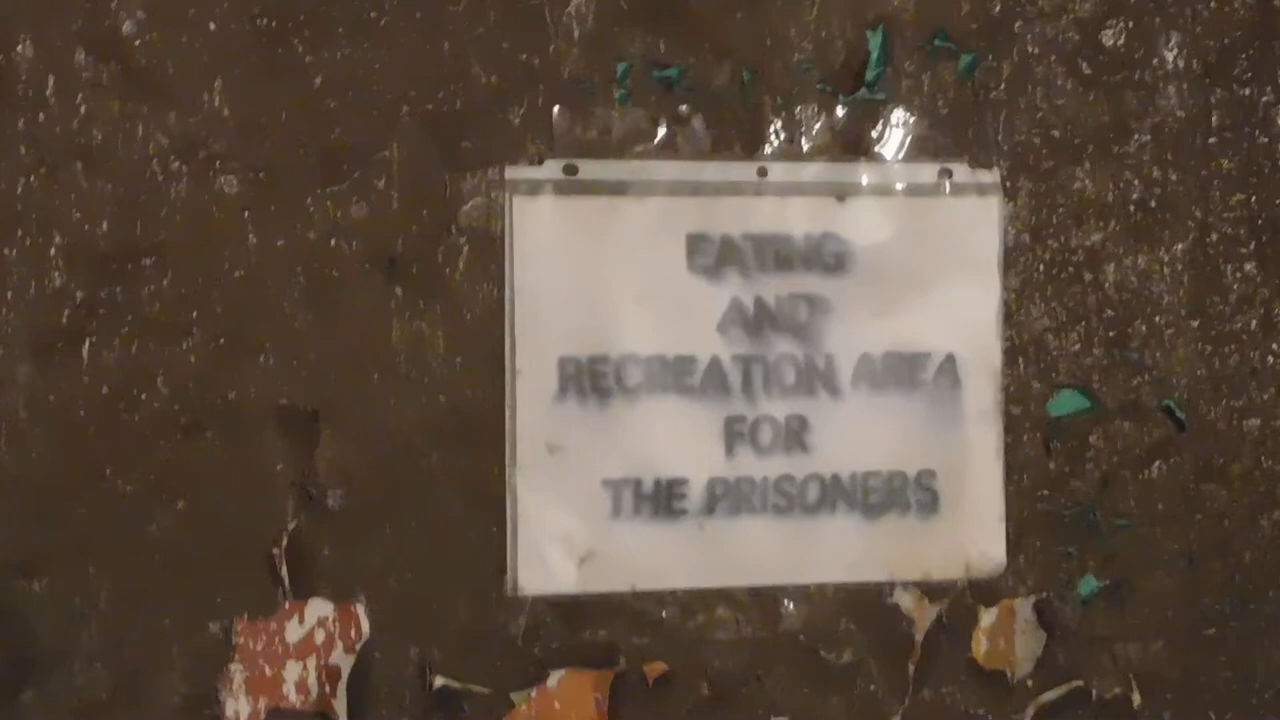 EATING
AND
RECREATION AREA
FOR
THE PRISONERS